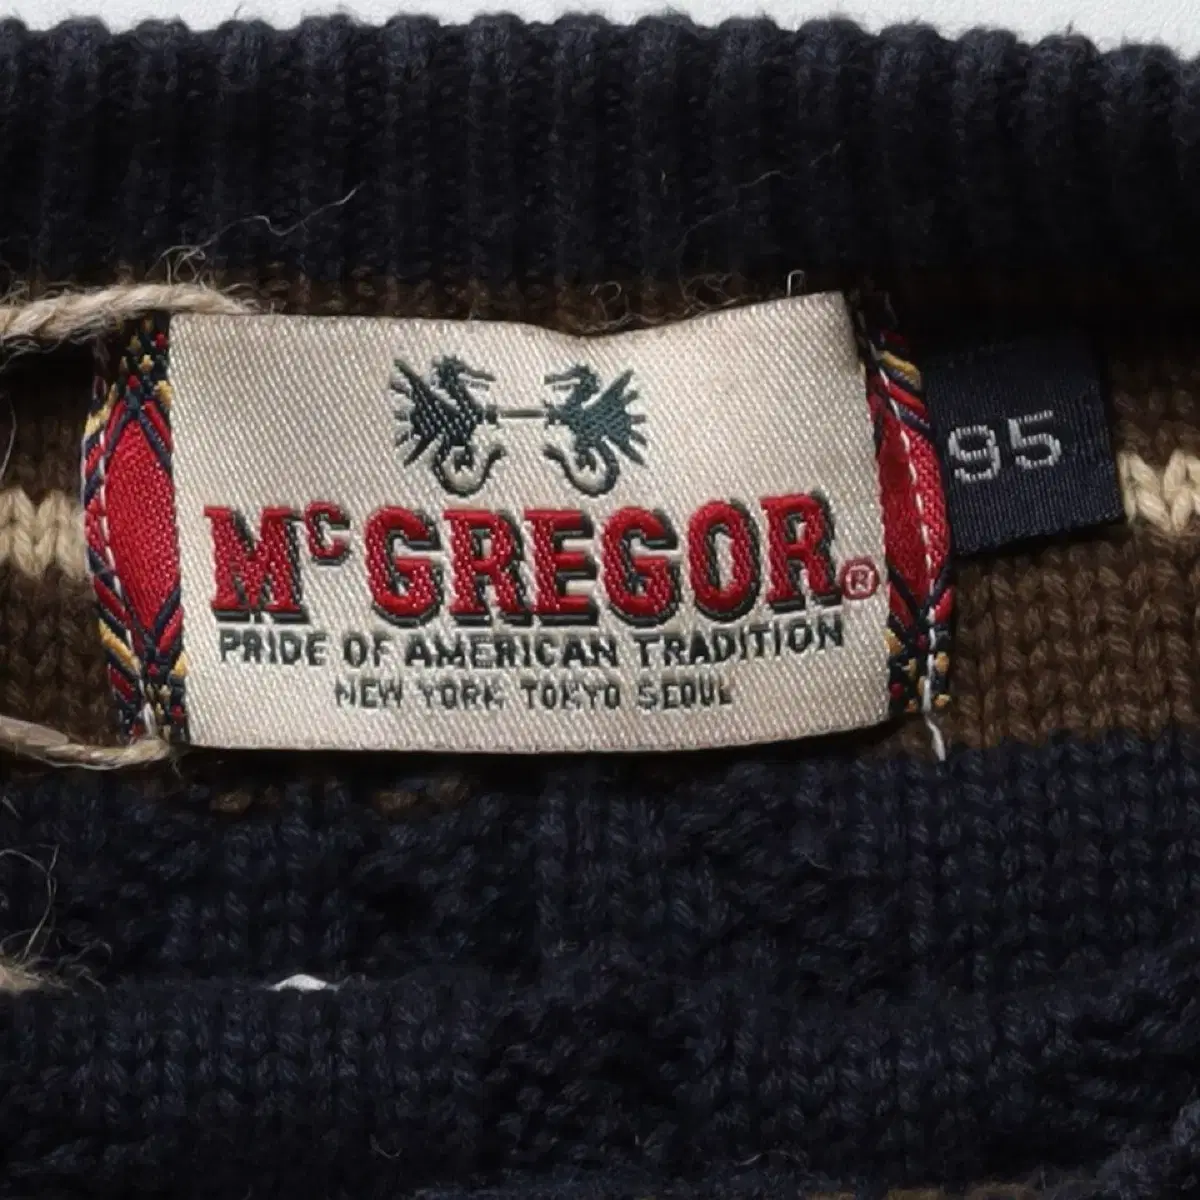 McGREGOR®
PRIDE OF AMERICAN TRADITION
NEW YORK TOKYO SEOUL
95